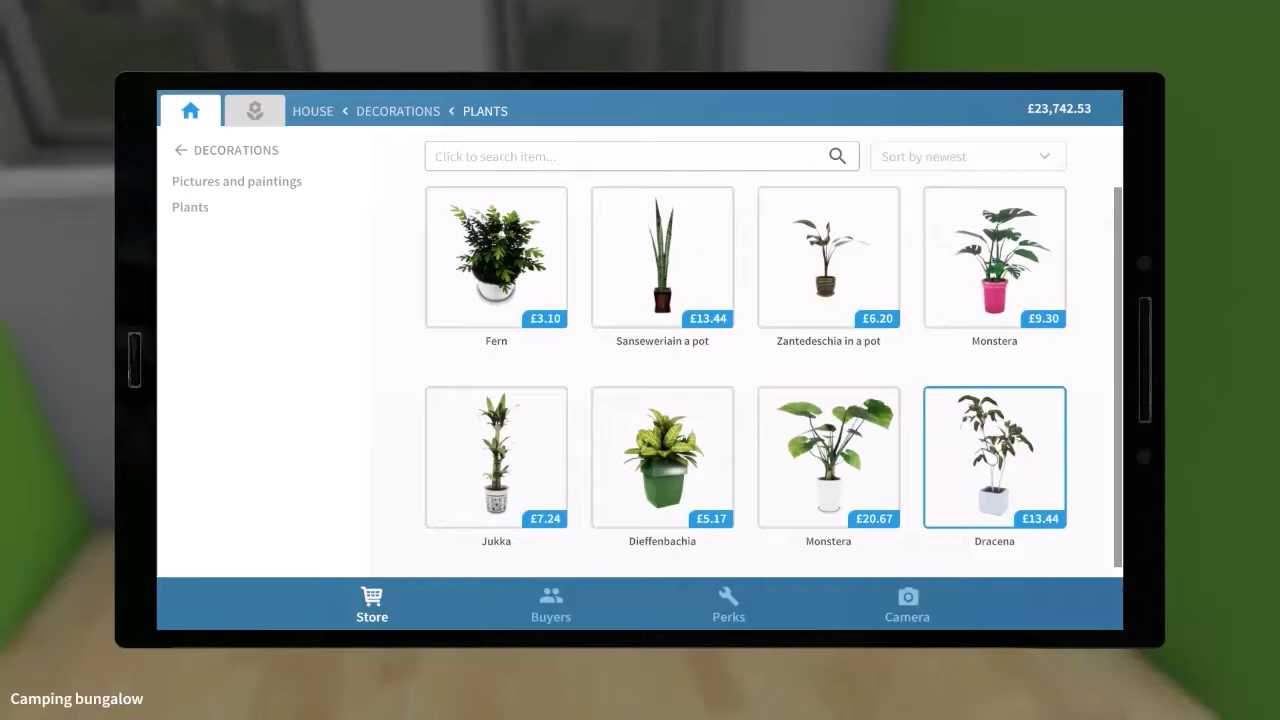 HOUSE < DECORATIONS < PLANTS
£23,742.53
DECORATIONS
Pictures and paintings
Plants
Click to search item...
Sort by newest
£3.10
£13.44
£6.20
£9.30
Fern
Sanseweriain a pot
Zantedeschia in a pot
Monstera
£7.24
£5.17
£20.67
£13.44
Jukka
Dieffenbachia
Monstera
Dracena
Store
Buyers
Perks
Camera
Camping bungalow